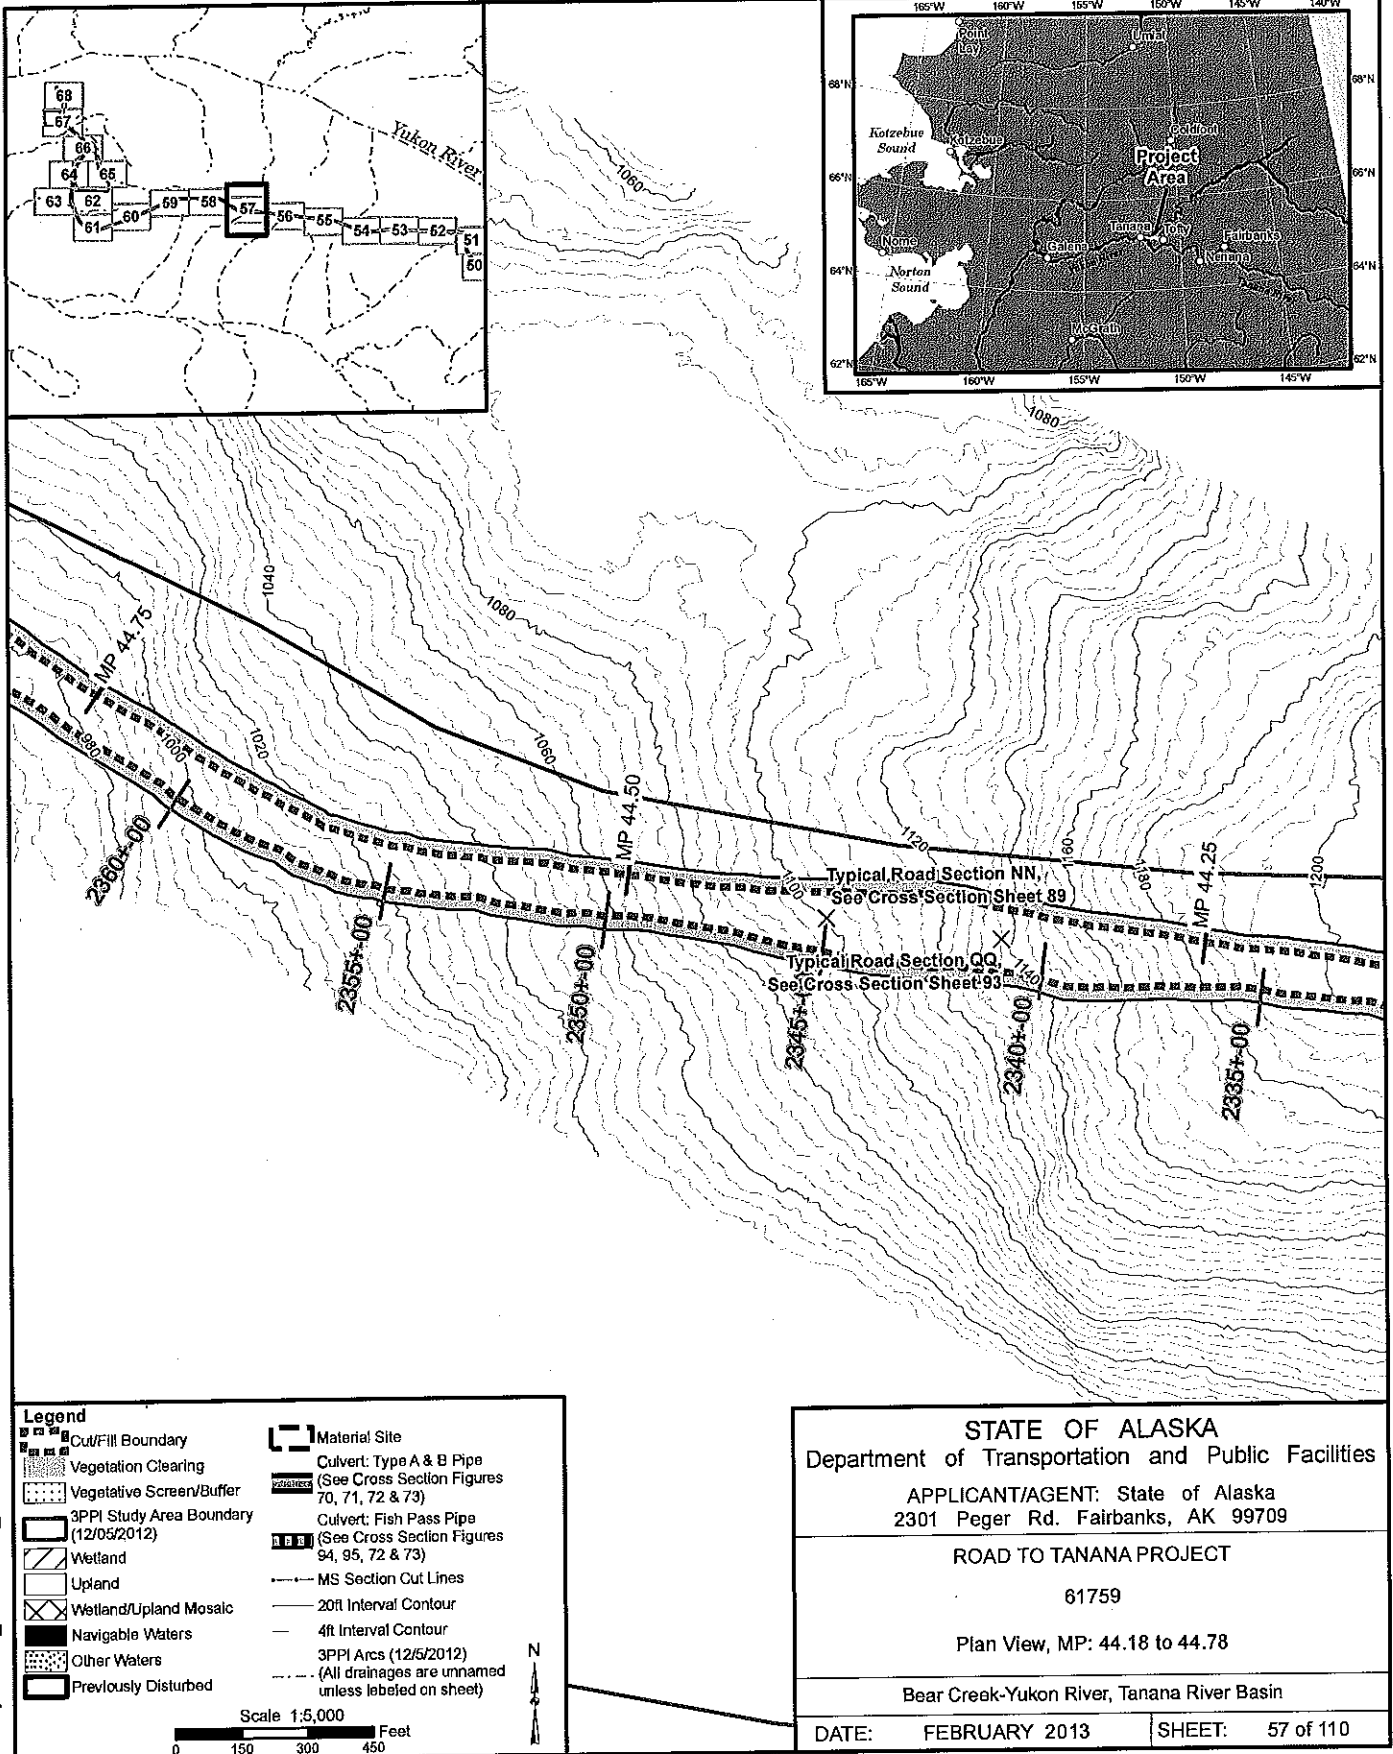 68
67
66
64
65
63
62
61
60
59
58
57
56
55
54
53
52
51
50
Yukon River
165°W
160°W
155°W
150°W
145°W
140°W
Point
Lay
Umiat
68°N
68°N
Kotzebue
Sound
Kotzebue
Coldfoot
Project
Area
66°N
66°N
Tanana
Tofty
Fairbanks
Nome
Galena
Nenana
64°N
64°N
Norton
Sound
McGrath
62°N
62°N
165°W
160°W
155°W
150°W
145°W
1060
1080
1040
1080
MP 44.75
980
1000
1020
1060
MP 44.50
1120
1160
1180
MP 44.25
1200
1100
Typical Road Section NN,
See Cross Section Sheet 89
Typical Road Section QQ,
See Cross Section Sheet 93
1140
2360+00
2355+00
2350+00
2345+
2340+00
2335+00
Legend
Cut/Fill Boundary
Vegetation Clearing
Vegetative Screen/Buffer
3PPI Study Area Boundary
(12/05/2012)
Wetland
Upland
Wetland/Upland Mosaic
Navigable Waters
Other Waters
Previously Disturbed
Material Site
Culvert: Type A & B Pipe
(See Cross Section Figures
70, 71, 72 & 73)
Culvert: Fish Pass Pipe
(See Cross Section Figures
94, 95, 72 & 73)
MS Section Cut Lines
20ft Interval Contour
4ft Interval Contour
3PPI Arcs (12/5/2012)
(All drainages are unnamed
unless labeled on sheet)
N
Scale 1:5,000
Feet
0 150 300 450
STATE OF ALASKA
Department of Transportation and Public Facilities
APPLICANT/AGENT: State of Alaska
2301 Peger Rd. Fairbanks, AK 99709
ROAD TO TANANA PROJECT
61759
Plan View, MP: 44.18 to 44.78
Bear Creek-Yukon River, Tanana River Basin
DATE: FEBRUARY 2013 SHEET: 57 of 110